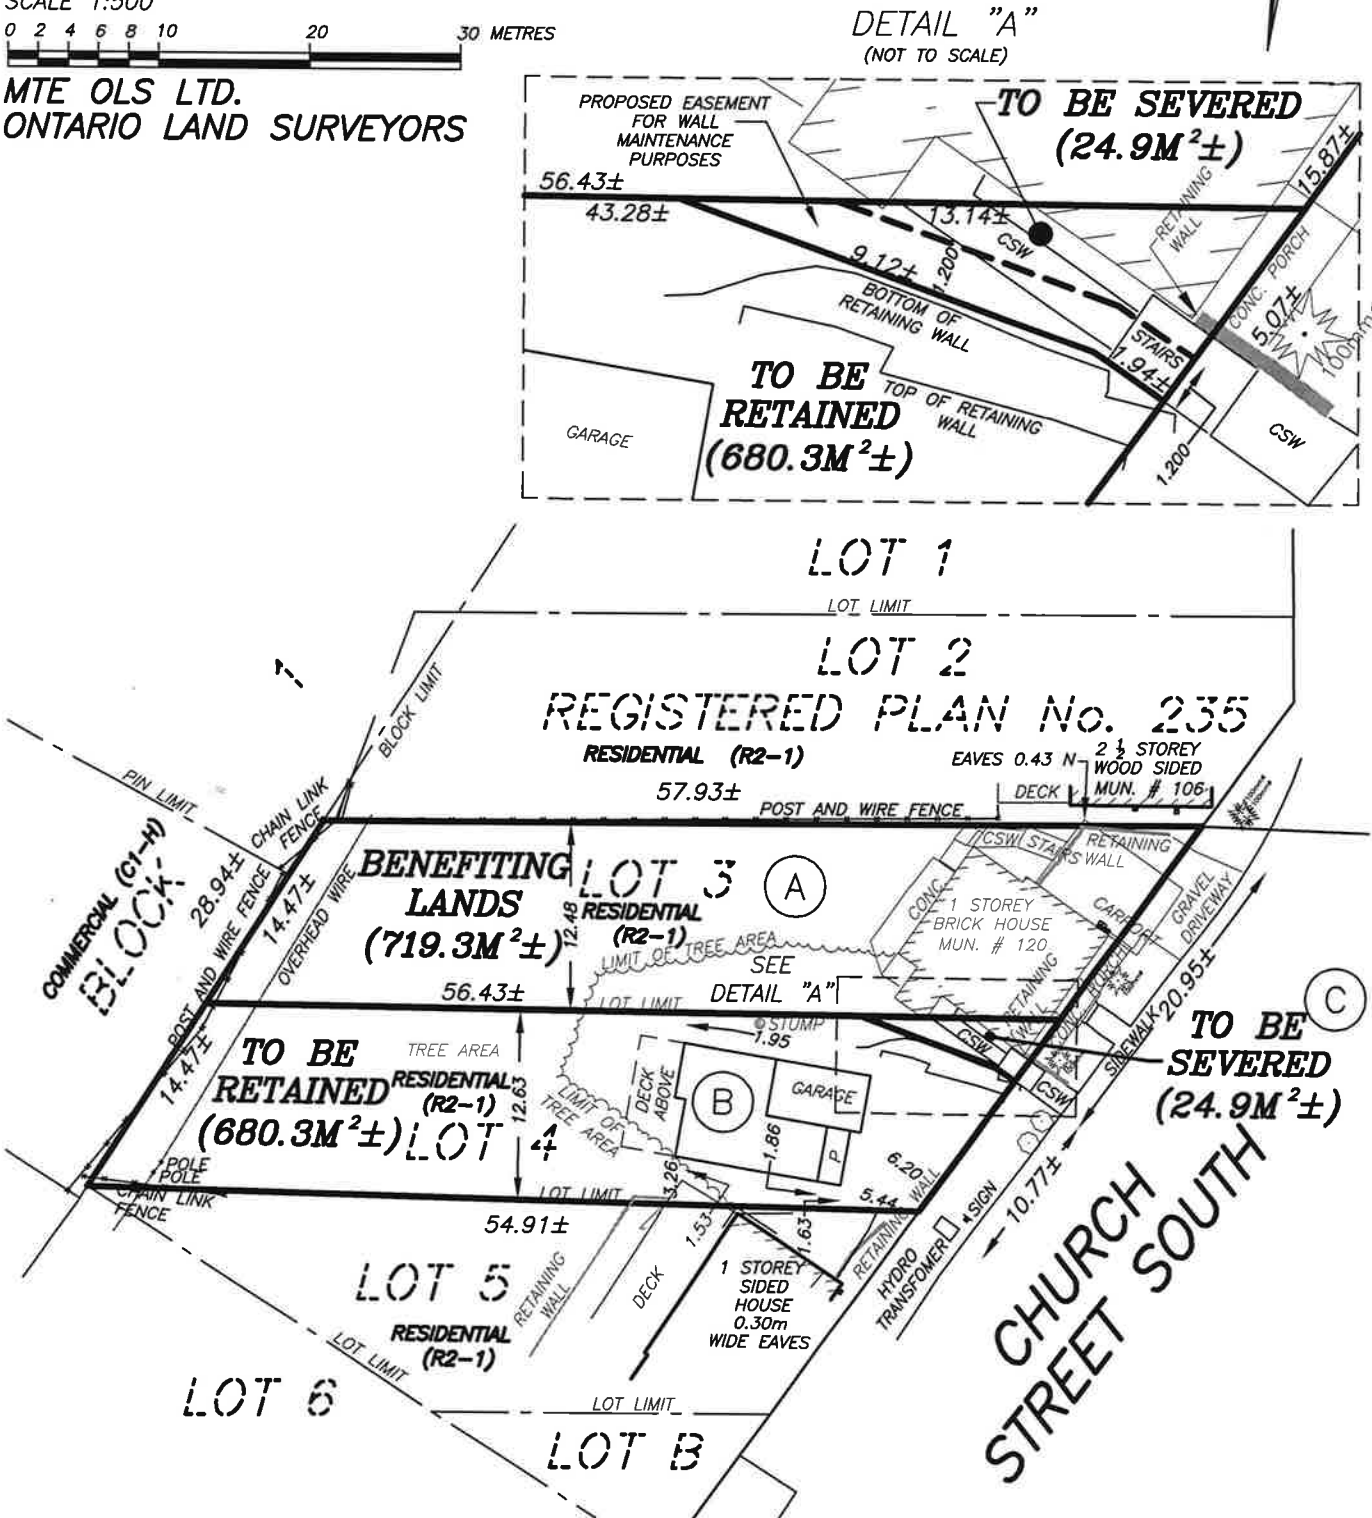 SCALE 1:500
0 2 4 6 8 10 20 30 METRES
MTE OLS LTD.
ONTARIO LAND SURVEYORS
DETAIL "A"
(NOT TO SCALE)
PROPOSED EASEMENT
FOR WALL
MAINTENANCE
PURPOSES
TO BE SEVERED
(24.9M²±)
56.43±
43.28±
13.14±
15.87±
RETAINING
WALL
CSW
9.12±
1.200
BOTTOM OF
RETAINING WALL
CONC. PORCH
5.07±
STAIRS
1.94±
TO BE
RETAINED
(680.3M²±)
TOP OF RETAINING
WALL
GARAGE
CSW
1.200
LOT 1
LOT LIMIT
LOT 2
REGISTERED PLAN No. 235
RESIDENTIAL (R2-1)
EAVES 0.43 N
2 ½ STOREY
WOOD SIDED
MUN. # 106
DECK
57.93±
POST AND WIRE FENCE
1
BLOCK LIMIT
PIN LIMIT
CHAIN LINK
FENCE
COMMERCIAL (C1-H)
BLOCK
28.94±
POST AND WIRE FENCE
14.47±
OVERHEAD WIRE
14.47±
BENEFITING
LANDS
(719.3M²±)
12.48
LOT 3
RESIDENTIAL
(R2-1)
A
CSW STAIRS
RETAINING
WALL
CONC.
1 STOREY
BRICK HOUSE
MUN. # 120
CARPORT
GRAVEL
DRIVEWAY
LIMIT OF TREE AREA
SEE
DETAIL "A"
56.43±
LOT LIMIT
STUMP
1.95
RETAINING
WALL
CONC. PORCH
SIDEWALK
20.95±
C
TO BE
SEVERED
(24.9M²±)
CSW
CSW
TO BE
RETAINED
(680.3M²±)
TREE AREA
RESIDENTIAL
(R2-1)
12.63
LOT 4
LIMIT OF
TREE AREA
DECK
ABOVE
B
GARAGE
P
1.86
3.26
6.20
5.44
RETAINING WALL
POLE
POLE
CHAIN LINK
FENCE
LOT LIMIT
54.91±
1.53
1.63
RETAINING
WALL
DECK
1 STOREY
SIDED
HOUSE
0.30m
WIDE EAVES
HYDRO
TRANSFOMER
SIGN
10.77±
CHURCH
STREET SOUTH
LOT 5
RESIDENTIAL
(R2-1)
LOT LIMIT
LOT 6
LOT LIMIT
LOT B